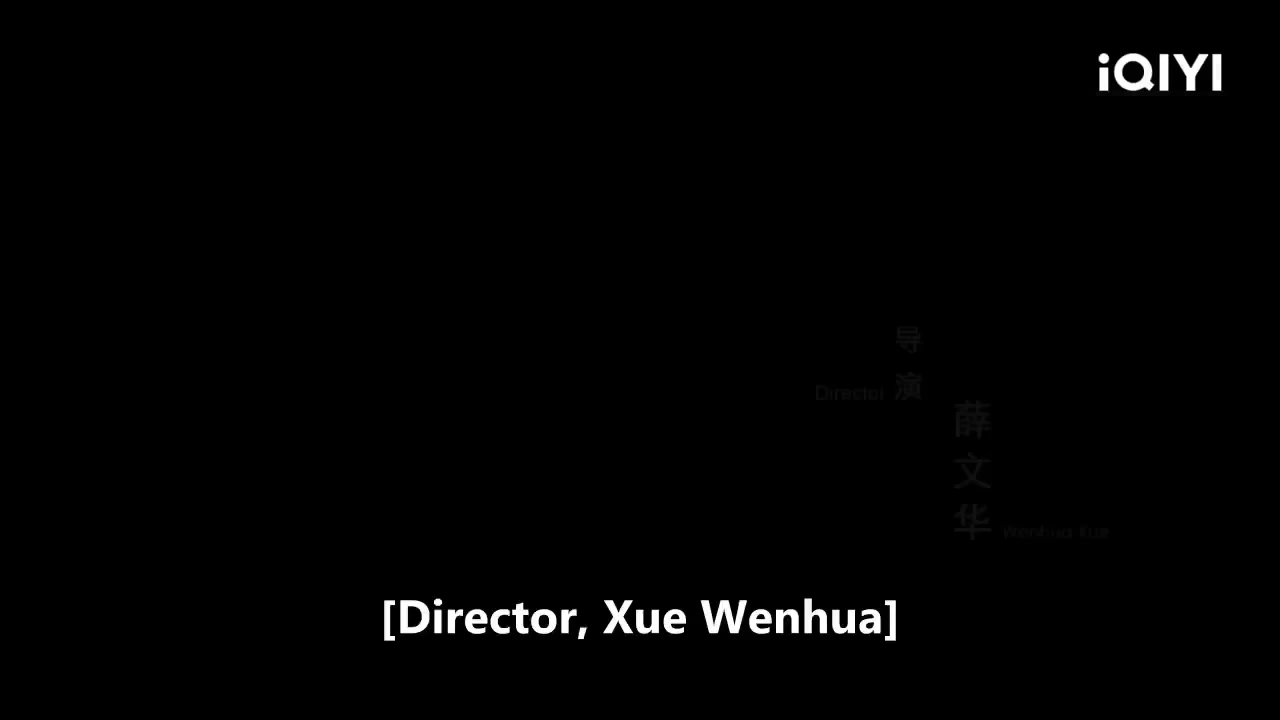 iQIYI
导演
Director
薛文华
Wenhua Xue
[Director, Xue Wenhua]